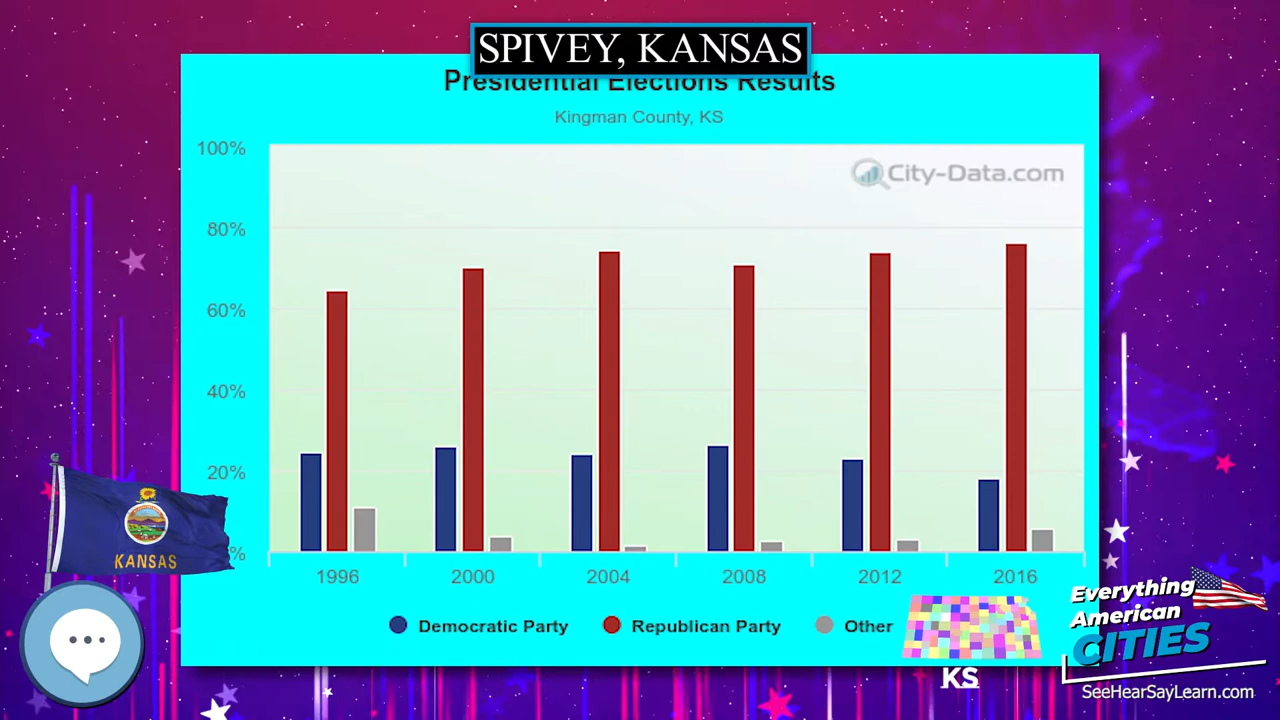 SPIVEY, KANSAS
Presidential Elections Results
Kingman County, KS
City-Data.com
100%
80%
60%
40%
20%
%
1996 2000 2004 2008 2012 2016
Democratic Party Republican Party Other
KANSAS
KS
Everything
American
CITIES
SeeHearSayLearn.com